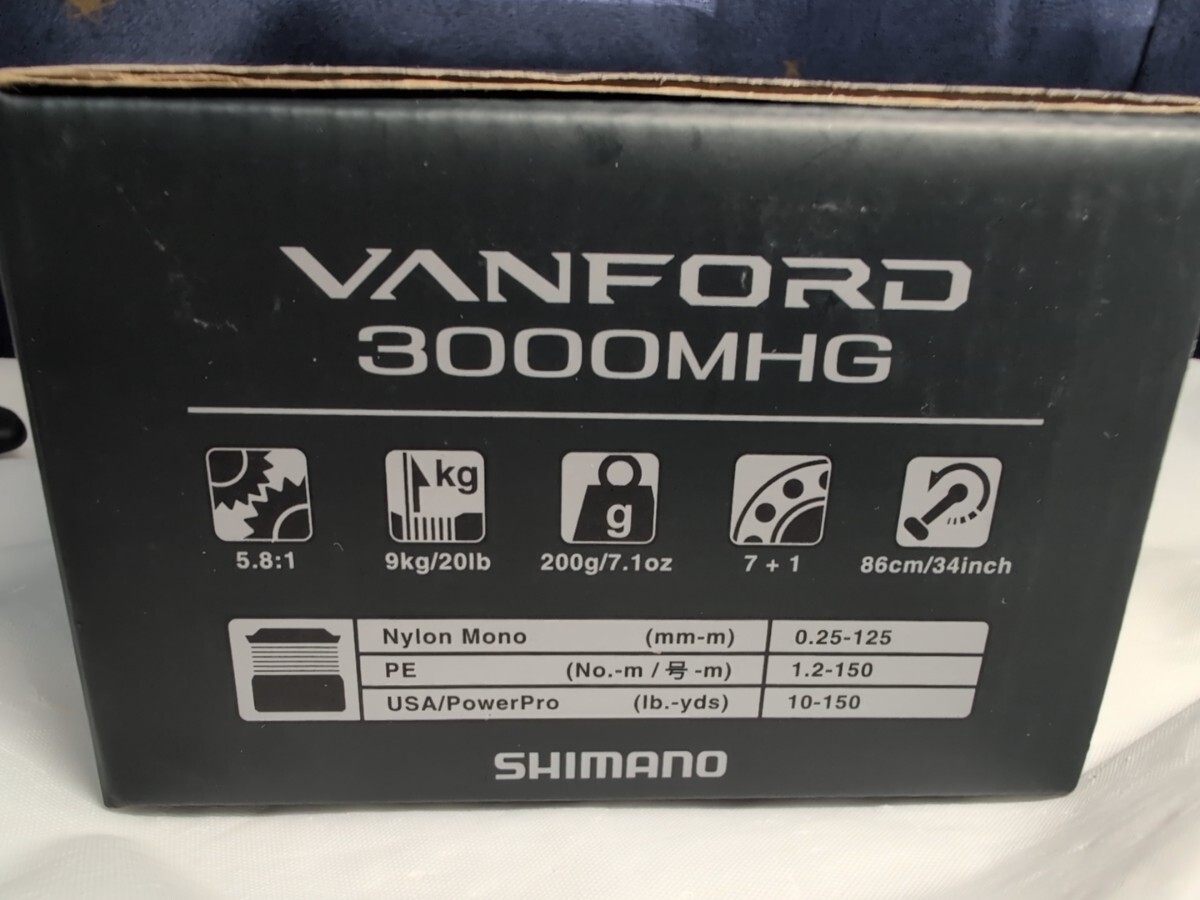 VANFORD
3000MHG
kg
g
5.8:1 9kg/20lb 200g/7.1oz 7 + 1 86cm/34inch
Nylon Mono (mm-m) 0.25-125
PE (No.-m / 号 -m) 1.2-150
USA/PowerPro (lb.-yds) 10-150
SHIMANO